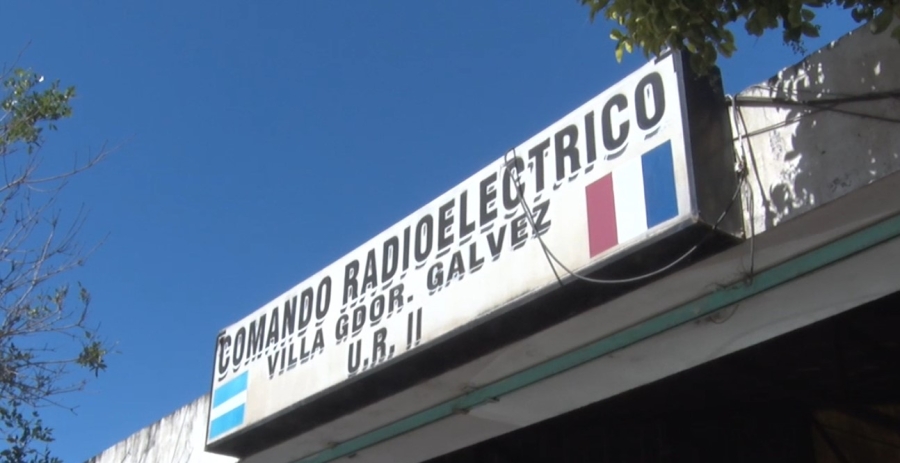 COMANDO RADIOELECTRICO
VILLA GDOR. GALVEZ
U.R. II